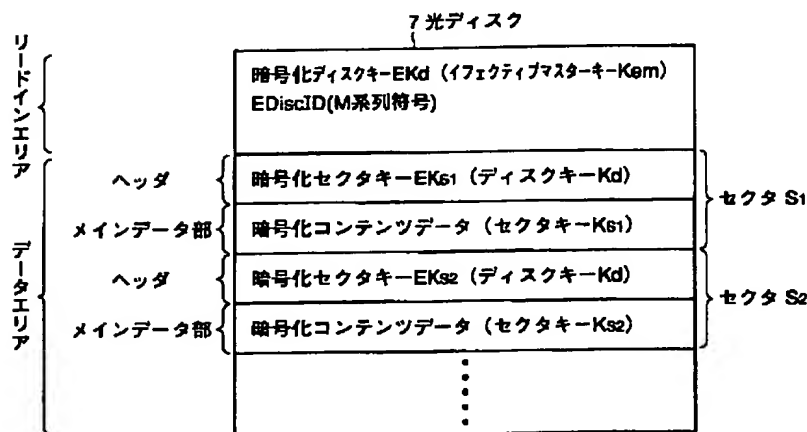 7 光ディスク
リードインエリア
暗号化ディスクキーEKd (イフェクティブマスターキーKem)
EDiscID(M系列符号)
データエリア
ヘッダ
暗号化セクタキーEKS1 (ディスクキーKd)
セクタ S1
メインデータ部
暗号化コンテンツデータ (セクタキーKS1)
ヘッダ
暗号化セクタキーEKS2 (ディスクキーKd)
セクタ S2
メインデータ部
暗号化コンテンツデータ (セクタキーKS2)